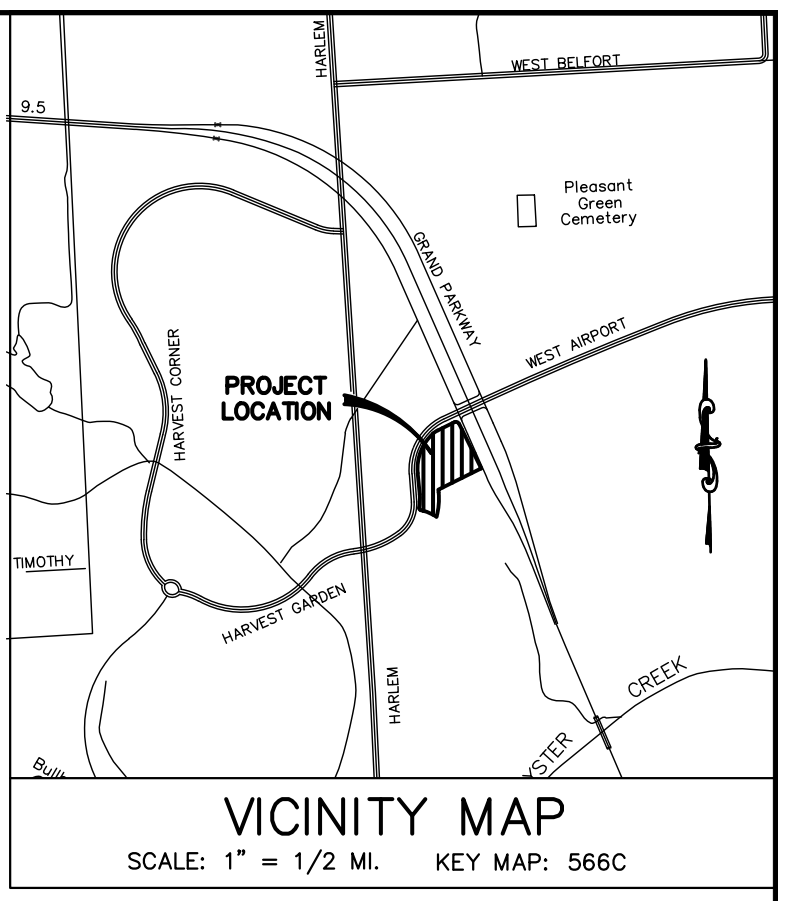 HARLEM
WEST BELFORT
9.5
Pleasant
Green
Cemetery
GRAND PARKWAY
WEST AIRPORT
HARVEST CORNER
PROJECT
LOCATION
TIMOTHY
HARVEST GARDEN
HARLEM
CREEK
YSTER
VICINITY MAP
SCALE: 1" = 1/2 MI. KEY MAP: 566C